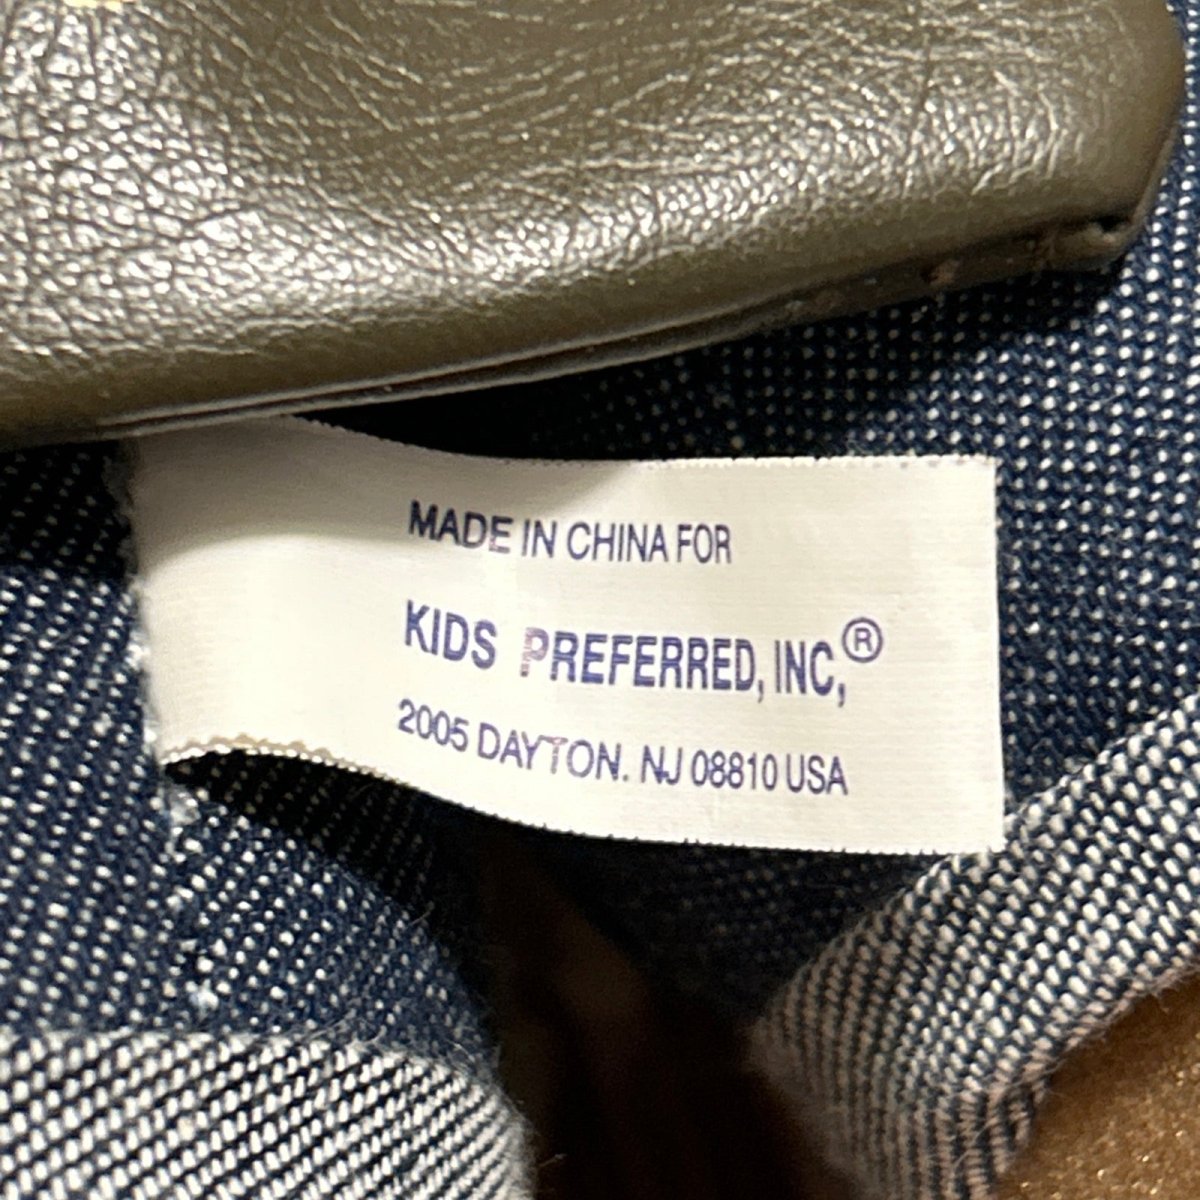 MADE IN CHINA FOR
KIDS PREFERRED, INC,®
2005 DAYTON. NJ 08810 USA